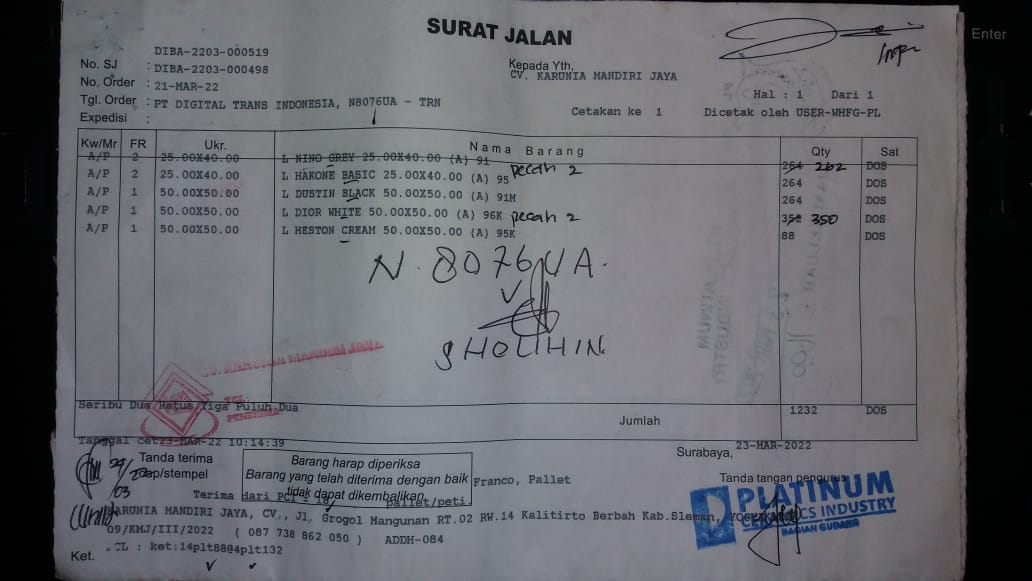 SURAT JALAN
Enter
DIBA-2203-000519
No. SJ : DIBA-2203-000498
No. Order : 21-MAR-22
Tgl. Order : PT DIGITAL TRANS INDONESIA, N8076UA - TRN
Expedisi :
Kepada Yth,
CV. KARUNIA MANDIRI JAYA
Hal : 1 Dari 1
Cetakan ke 1 Dicetak oleh USER-WHFG-PL
Kw/Mr FR Ukr. Nama Barang Qty Sat
A/P 2 25.00X40.00 L NINO GREY 25.00X40.00 (A) 91 264 262 DOS
A/P 2 25.00X40.00 L HAKONE BASIC 25.00X40.00 (A) 95 pecah 2 264 DOS
A/P 1 50.00X50.00 L DUSTIN BLACK 50.00X50.00 (A) 91M 264 DOS
A/P 1 50.00X50.00 L DIOR WHITE 50.00X50.00 (A) 96K pecah 2 352 350 DOS
A/P 1 50.00X50.00 L HESTON CREAM 50.00X50.00 (A) 95K 88 DOS
N. 8076 UA.
SHOLIHIN.
CV. KARUNIA MANDIRI JAYA
TGL
Seribu Dua Ratus Tiga Puluh Dua
Jumlah 1232 DOS
Tanggal cet23-MAR-22 10:14:39
Surabaya, 23-MAR-2022
Tanda terima
cap/stempel
29/03
Barang harap diperiksa
Barang yang telah diterima dengan baik
tidak dapat dikembalikan
Franco, Pallet
Tanda tangan pengurus
Terima dari PCI = 18 pallet/peti
PLATINUM
CERAMICS INDUSTRY
BAGIAN GUDANG
KARUNIA MANDIRI JAYA, CV., Jl. Grogol Mangunan RT.02 RW.14 Kalitirto Berbah Kab.Sleman,
09/KMJ/III/2022 ( 087 738 862 050 ) ADDH-084
Ket.